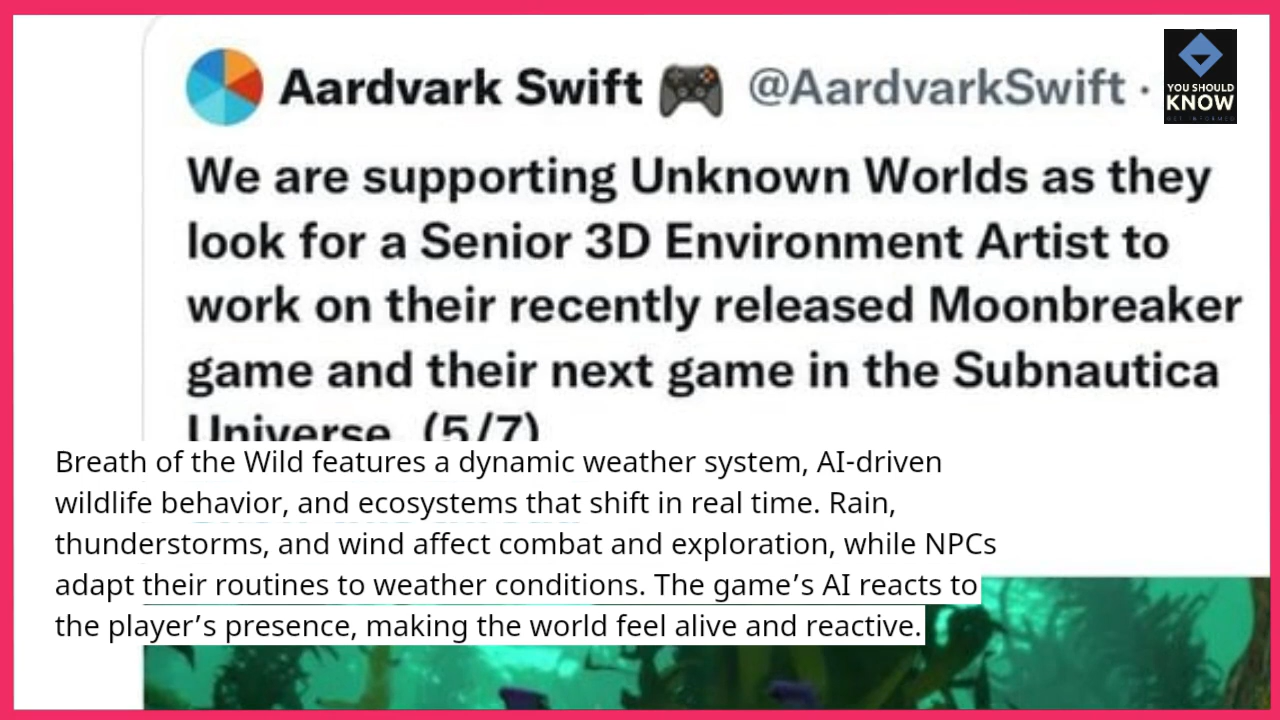 Aardvark Swift 🎮 @AardvarkSwift ·
YOU SHOULD
KNOW
GET INFORMED
We are supporting Unknown Worlds as they
look for a Senior 3D Environment Artist to
work on their recently released Moonbreaker
game and their next game in the Subnautica
Universe. (5/7)
Breath of the Wild features a dynamic weather system, AI-driven
wildlife behavior, and ecosystems that shift in real time. Rain,
thunderstorms, and wind affect combat and exploration, while NPCs
adapt their routines to weather conditions. The game’s AI reacts to
the player’s presence, making the world feel alive and reactive.